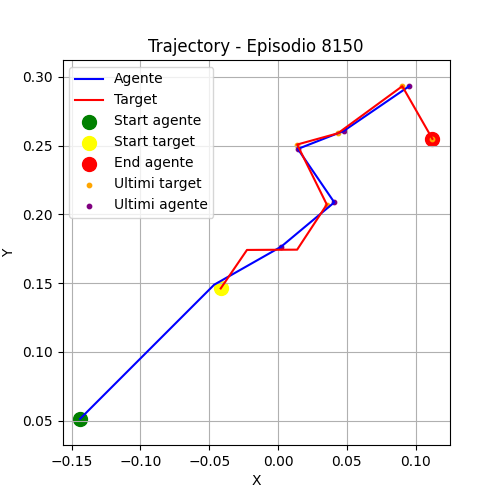 Trajectory - Episodio 8150
Agente
Target
Start agente
Start target
End agente
Ultimi target
Ultimi agente
Y
0.30
0.25
0.20
0.15
0.10
0.05
−0.15
−0.10
−0.05
0.00
0.05
0.10
X